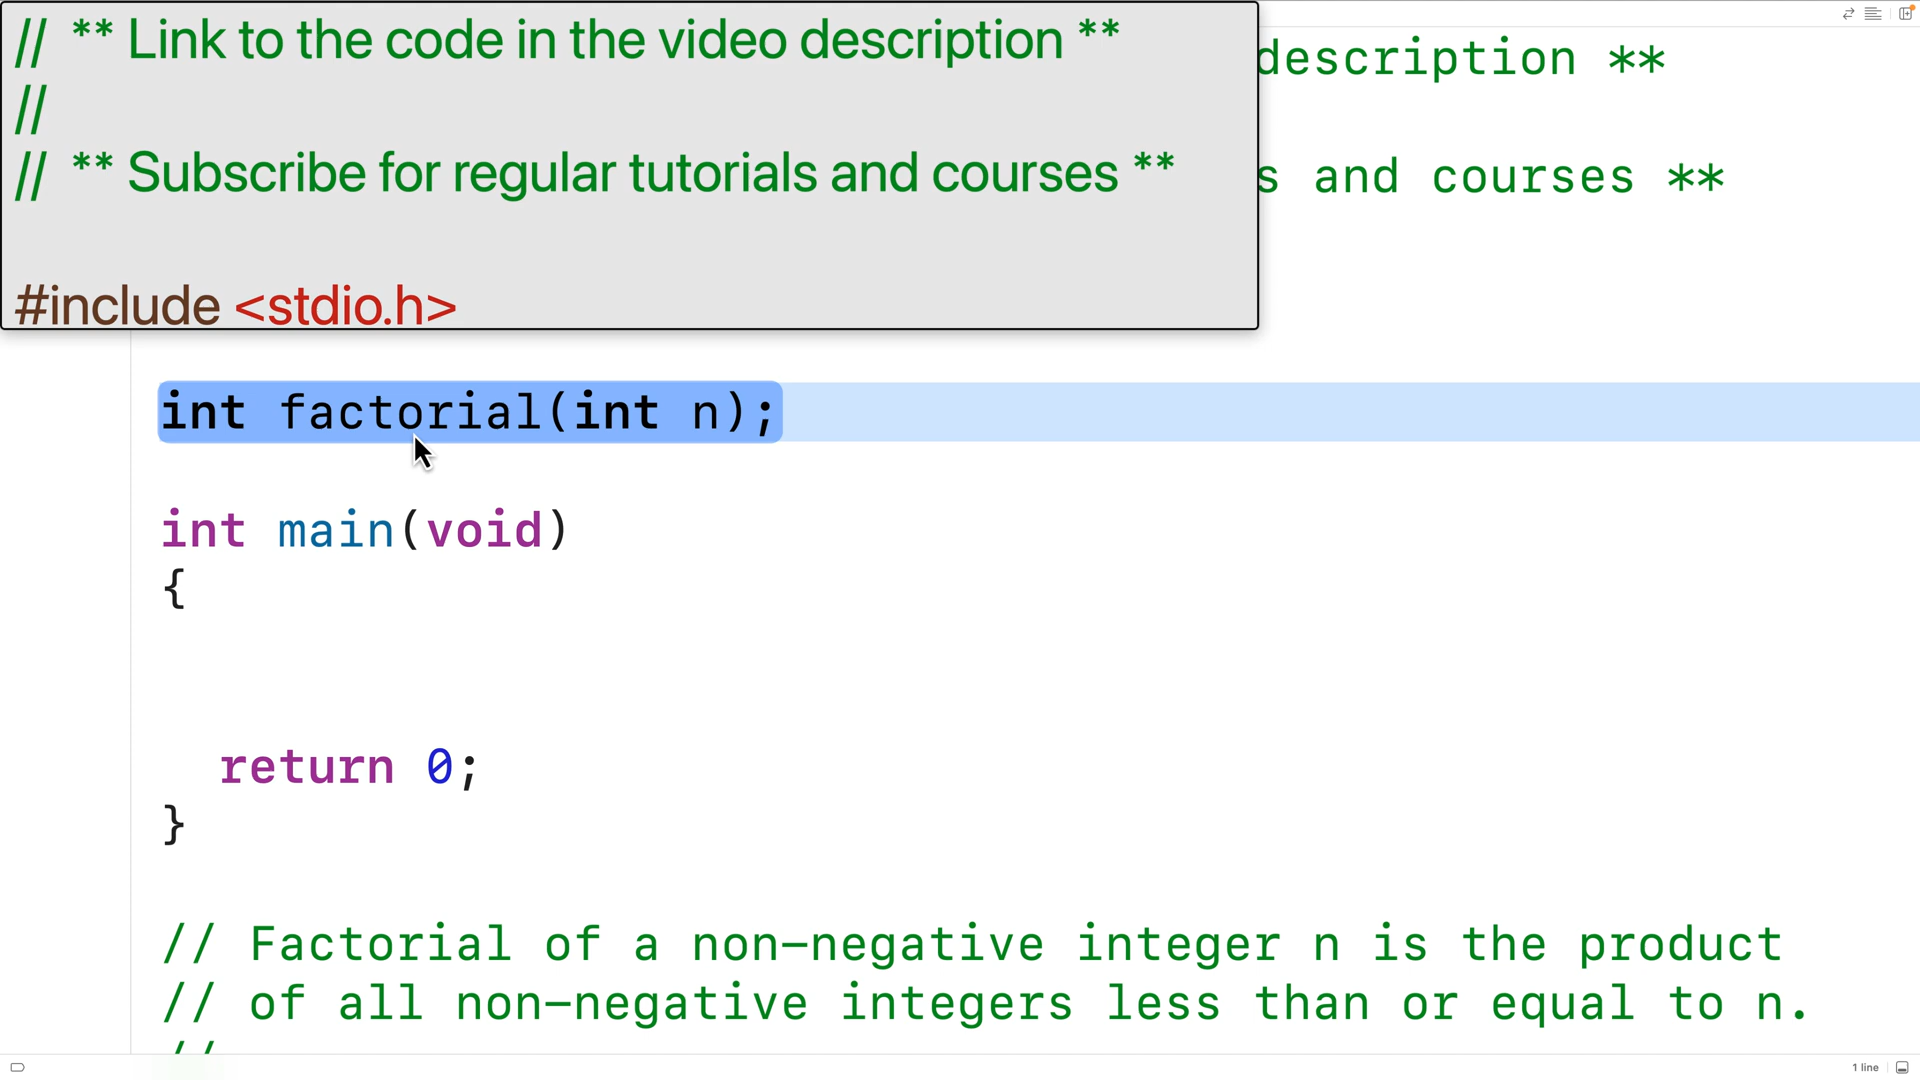 // ** Link to the code in the video description **
//
// ** Subscribe for regular tutorials and courses **
#include <stdio.h>
description **
s and courses **
int factorial(int n);
int main(void)
{
return 0;
}
// Factorial of a non-negative integer n is the product
// of all non-negative integers less than or equal to n.
//
1 line